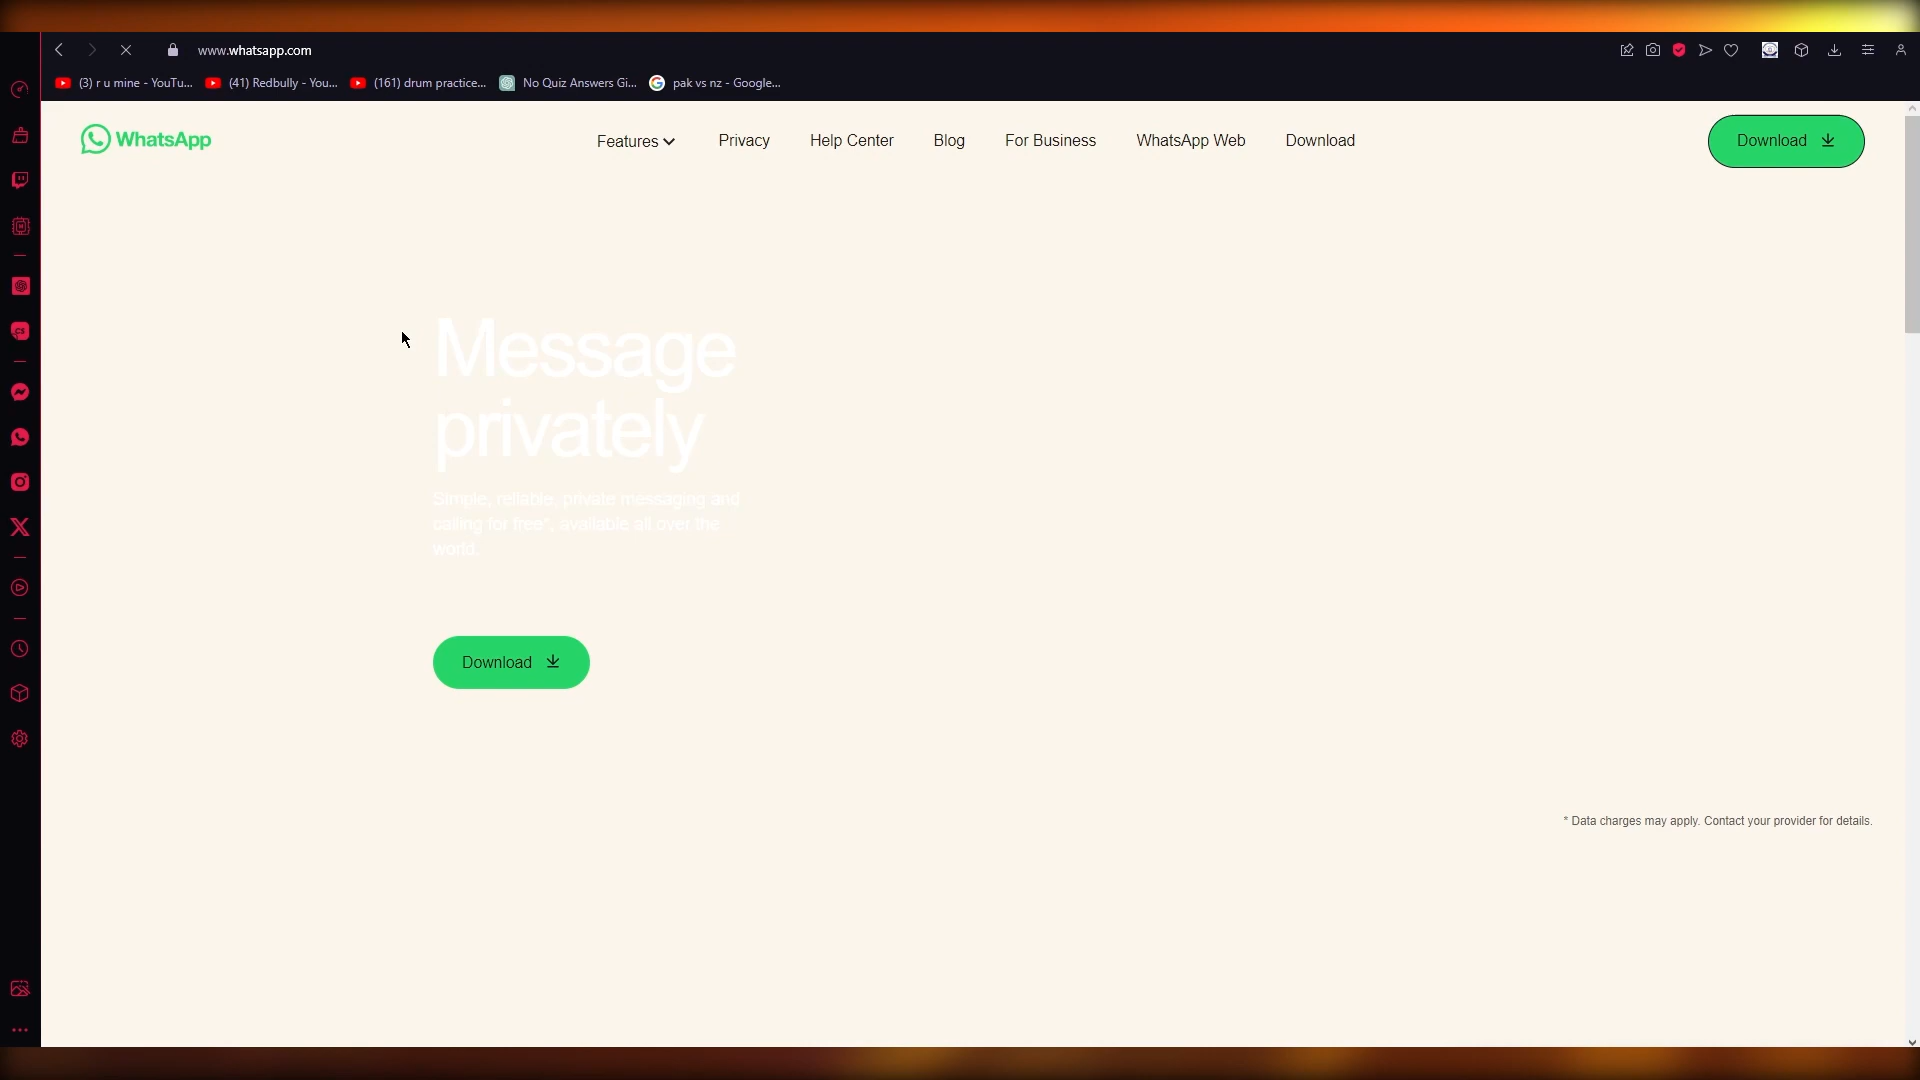 www.whatsapp.com
(3) r u mine - YouTu... (41) Redbully - You... (161) drum practice... No Quiz Answers Gi... pak vs nz - Google...
WhatsApp Features Privacy Help Center Blog For Business WhatsApp Web Download Download
Message
privately
Simple, reliable, private messaging and
calling for free*, available all over the
world.
Download
* Data charges may apply. Contact your provider for details.